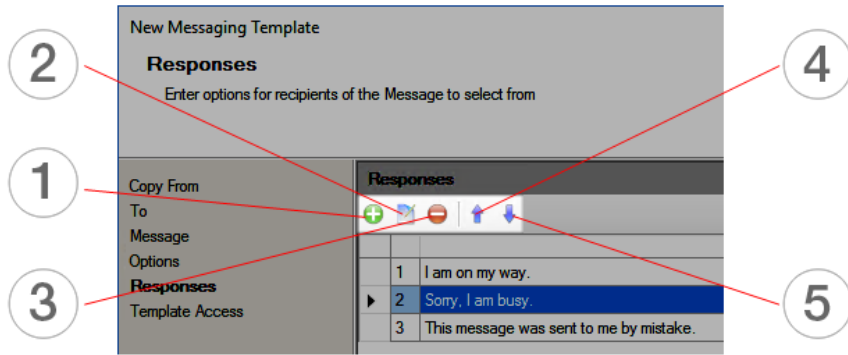 New Messaging Template
Responses
Enter options for recipients of the Message to select from
2
4
1
3
5
Copy From
To
Message
Options
Responses
Template Access
Responses
1 I am on my way.
2 Sorry, I am busy.
3 This message was sent to me by mistake.